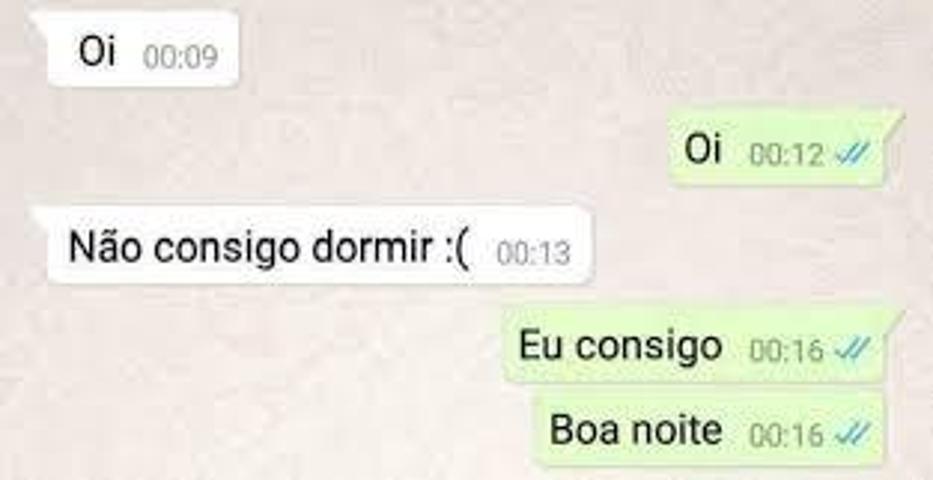 Oi 00:09
Oi 00:12
Não consigo dormir :( 00:13
Eu consigo 00:16
Boa noite 00:16